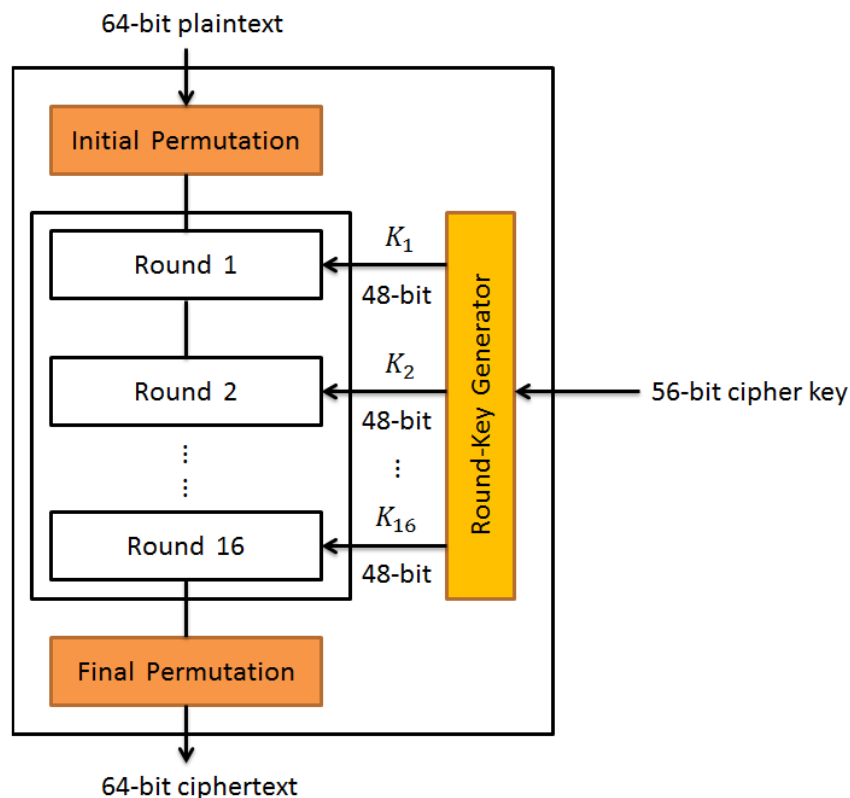 64-bit plaintext
Initial Permutation
Round 1
K₁
48-bit
Round 2
K₂
48-bit
⋮
⋮
⋮
Round 16
K₁₆
48-bit
Round-Key Generator
56-bit cipher key
Final Permutation
64-bit ciphertext